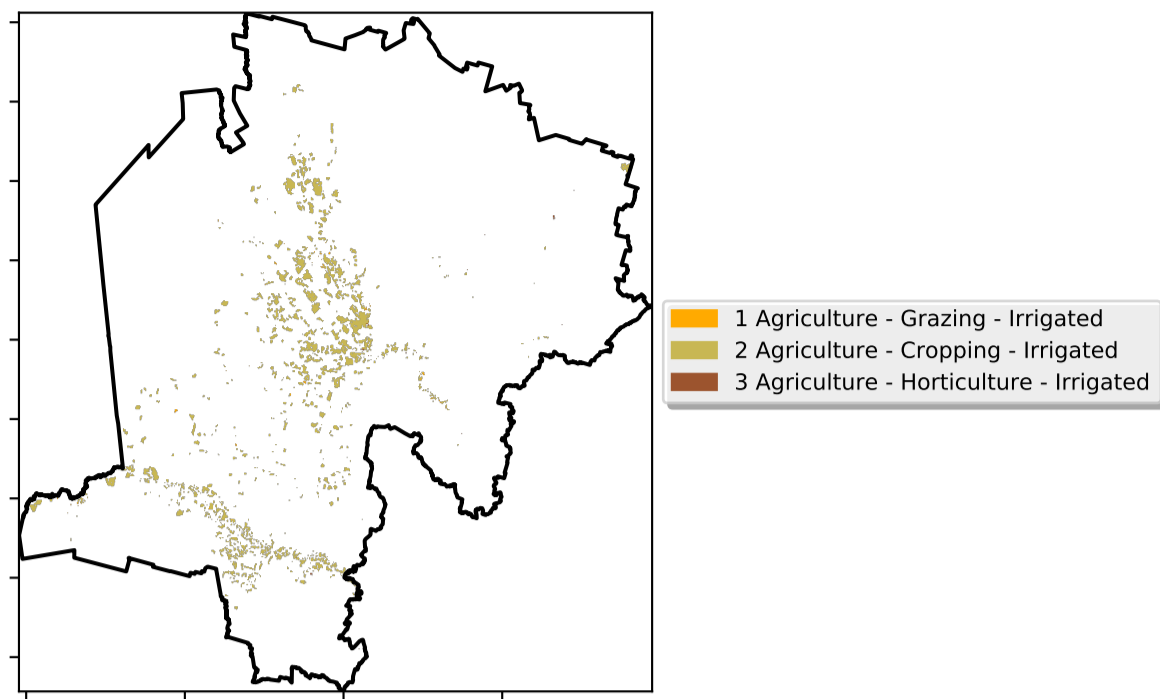 1 Agriculture - Grazing - Irrigated
2 Agriculture - Cropping - Irrigated
3 Agriculture - Horticulture - Irrigated